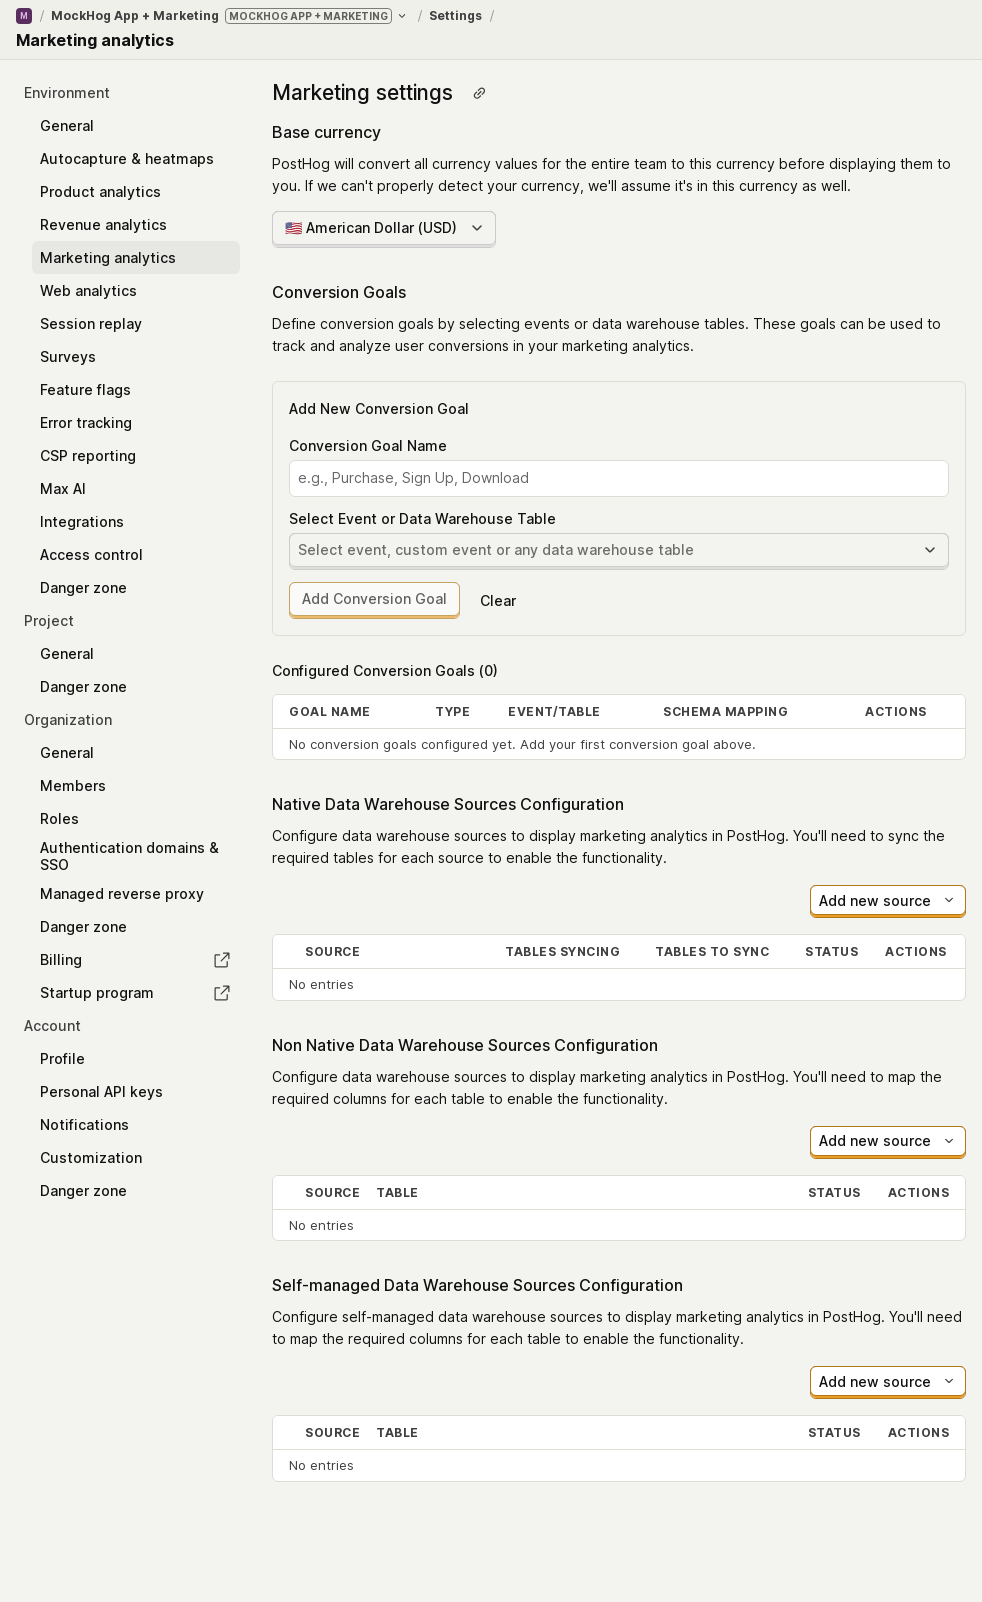 M / MockHog App + Marketing MOCKHOG APP + MARKETING / Settings /
Marketing analytics
Environment
General
Autocapture & heatmaps
Product analytics
Revenue analytics
Marketing analytics
Web analytics
Session replay
Surveys
Feature flags
Error tracking
CSP reporting
Max AI
Integrations
Access control
Danger zone
Project
General
Danger zone
Organization
General
Members
Roles
Authentication domains &
SSO
Managed reverse proxy
Danger zone
Billing
Startup program
Account
Profile
Personal API keys
Notifications
Customization
Danger zone
Marketing settings
Base currency
PostHog will convert all currency values for the entire team to this currency before displaying them to
you. If we can't properly detect your currency, we'll assume it's in this currency as well.
🇺🇸 American Dollar (USD)
Conversion Goals
Define conversion goals by selecting events or data warehouse tables. These goals can be used to
track and analyze user conversions in your marketing analytics.
Add New Conversion Goal
Conversion Goal Name
e.g., Purchase, Sign Up, Download
Select Event or Data Warehouse Table
Select event, custom event or any data warehouse table
Add Conversion Goal Clear
Configured Conversion Goals (0)
GOAL NAME TYPE EVENT/TABLE SCHEMA MAPPING ACTIONS
No conversion goals configured yet. Add your first conversion goal above.
Native Data Warehouse Sources Configuration
Configure data warehouse sources to display marketing analytics in PostHog. You'll need to sync the
required tables for each source to enable the functionality.
Add new source
SOURCE TABLES SYNCING TABLES TO SYNC STATUS ACTIONS
No entries
Non Native Data Warehouse Sources Configuration
Configure data warehouse sources to display marketing analytics in PostHog. You'll need to map the
required columns for each table to enable the functionality.
Add new source
SOURCE TABLE STATUS ACTIONS
No entries
Self-managed Data Warehouse Sources Configuration
Configure self-managed data warehouse sources to display marketing analytics in PostHog. You'll need
to map the required columns for each table to enable the functionality.
Add new source
SOURCE TABLE STATUS ACTIONS
No entries